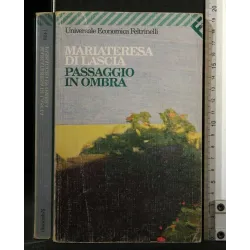 Universale Economica Feltrinelli
MARIATERESA
DI LASCIA
PASSAGGIO
IN OMBRA